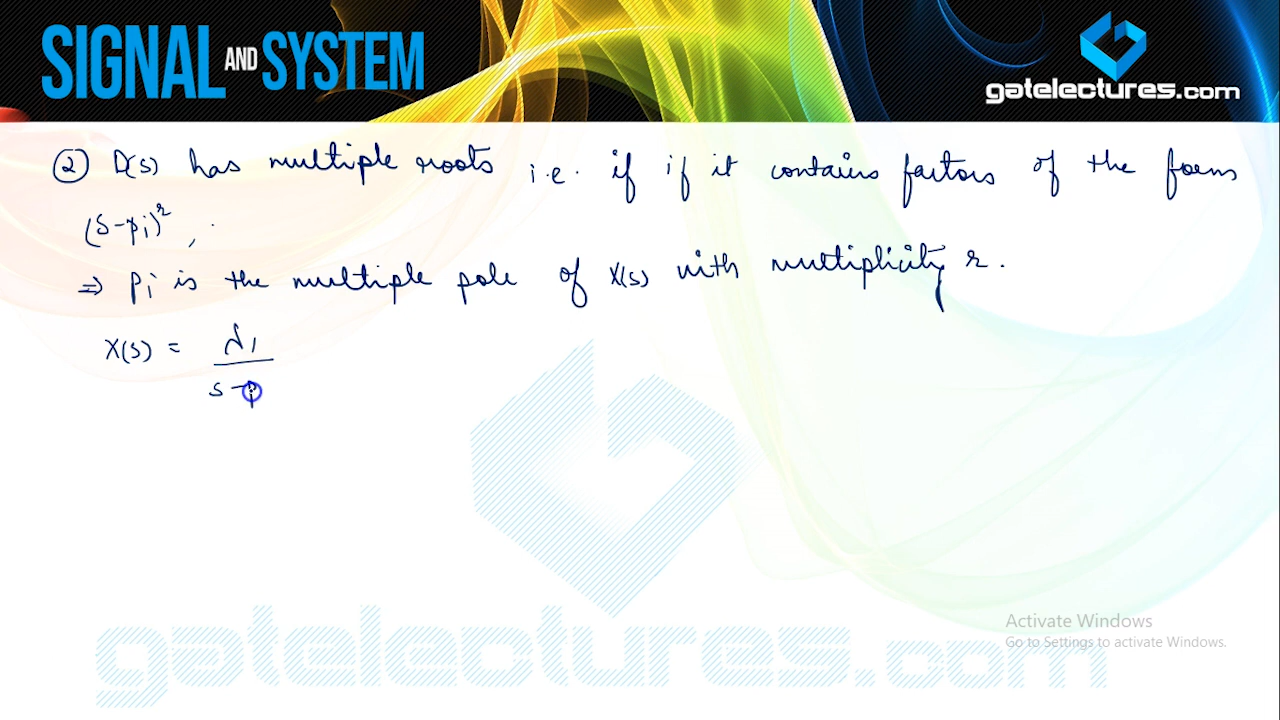 SIGNAL AND SYSTEM
gatelectures.com
② D(s) has multiple roots i.e. if if it contains factors of the form
(s-pi)^r, .
⇒ pi is the multiple pole of X(s) with multiplicity r.
X(s) = λ1
s-p
gatelectures.com
Activate Windows
Go to Settings to activate Windows.